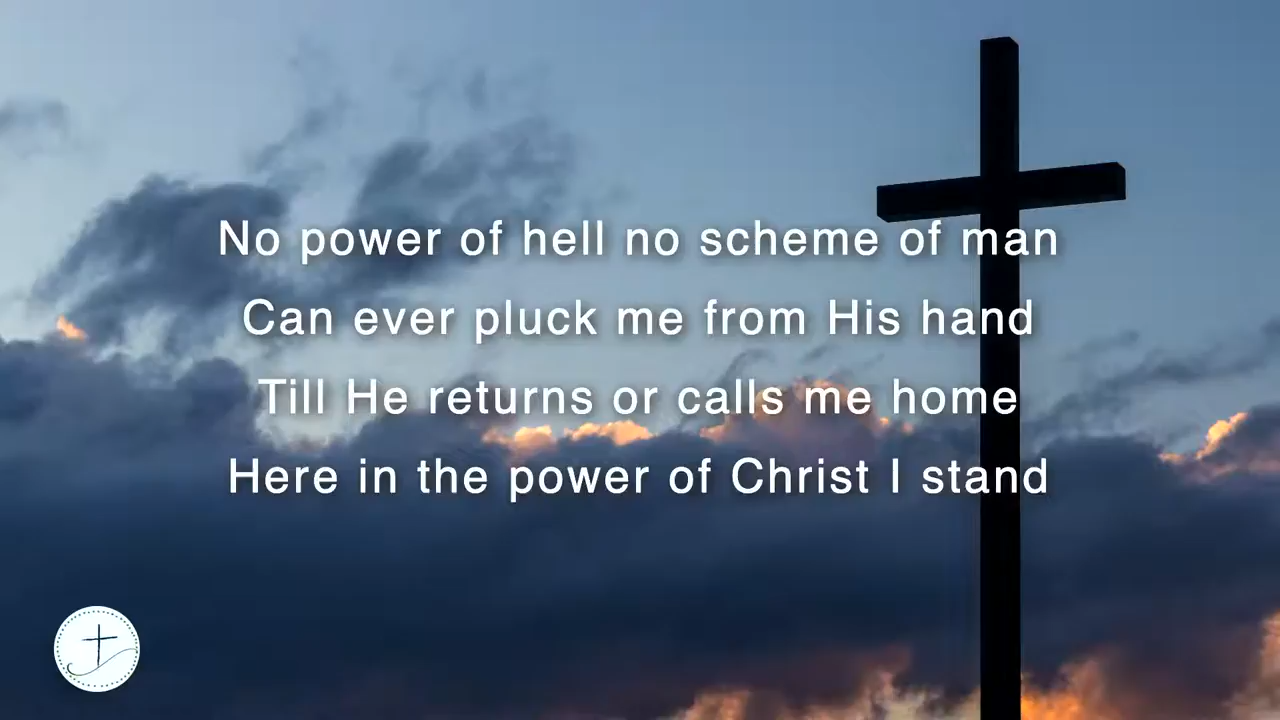 No power of hell no scheme of man
Can ever pluck me from His hand
Till He returns or calls me home
Here in the power of Christ I stand